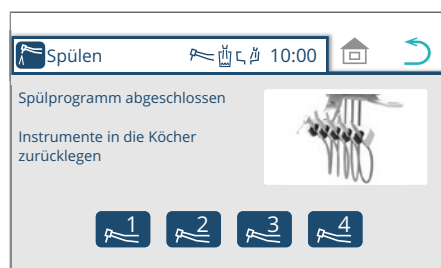 Spülen 10:00
Spülprogramm abgeschlossen
Instrumente in die Köcher
zurücklegen
1 2 3 4